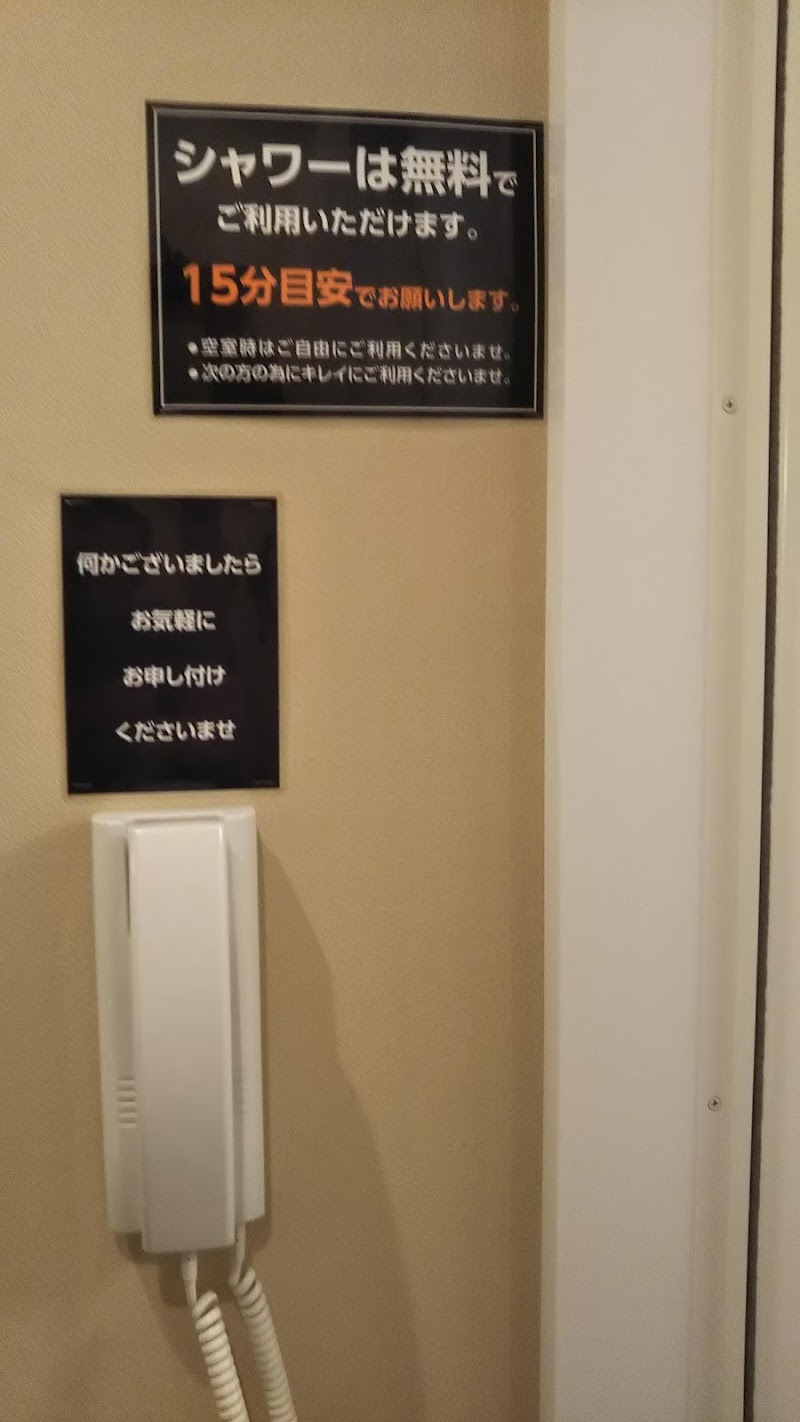 シャワーは無料で
ご利用いただけます。
15分目安でお願いします。
●空室時はご自由にご利用くださいませ。
●次の方の為にキレイにご利用くださいませ。
何かございましたら
お気軽に
お申し付け
くださいませ